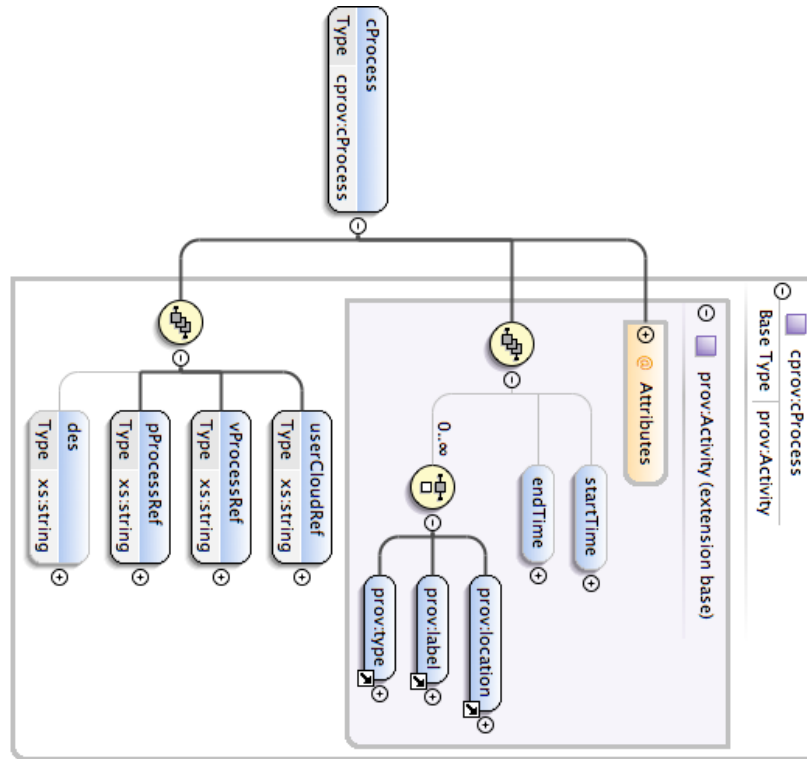 cProcess
Type cprov:cProcess
cprov:cProcess
Base Type prov:Activity
prov:Activity (extension base)
@ Attributes
startTime
endTime
0..∞
prov:location
prov:label
prov:type
userCloudRef
Type xs:string
vProcessRef
Type xs:string
pProcessRef
Type xs:string
des
Type xs:string